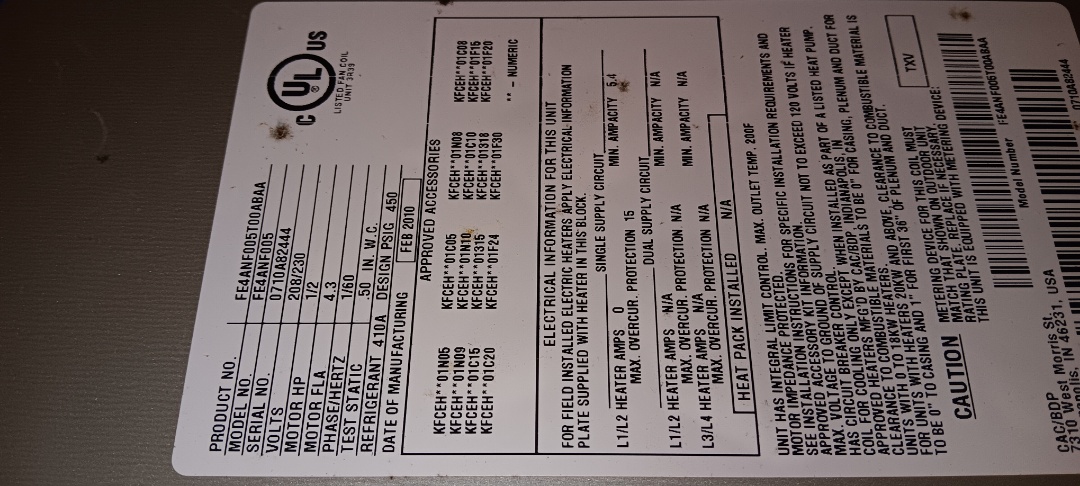 PRODUCT NO. FE4ANF005T00ABAA
MODEL NO. FE4ANF005
SERIAL NO. 0710A82444
VOLTS 208/230
MOTOR HP 1/2
MOTOR FLA 4.3
PHASE/HERTZ 1/60
TEST STATIC .50 IN. W.C.
REFRIGERANT 410A DESIGN PSIG 450
DATE OF MANUFACTURING FEB 2010
C UL US
®
LISTED FAN COIL
UNIT 3R39
APPROVED ACCESSORIES
KFCEH**01N05 KFCEH**01C05 KFCEH**01N08 KFCEH**01C08
KFCEH**01N09 KFCEH**01N10 KFCEH**01C10 KFCEH**01F15
KFCEH**01C15 KFCEH**01315 KFCEH**01318 KFCEH**01F20
KFCEH**01C20 KFCEH**01F24 KFCEH**01F30
** - NUMERIC
ELECTRICAL INFORMATION FOR THIS UNIT
FOR FIELD INSTALLED ELECTRIC HEATERS APPLY ELECTRICAL INFORMATION
PLATE SUPPLIED WITH HEATER IN THIS BLOCK.
SINGLE SUPPLY CIRCUIT
L1/L2 HEATER AMPS 0 MIN. AMPACITY 5.4
MAX. OVERCUR. PROTECTION 15
DUAL SUPPLY CIRCUIT
L1/L2 HEATER AMPS N/A MIN. AMPACITY N/A
MAX. OVERCUR. PROTECTION N/A
L3/L4 HEATER AMPS N/A MIN. AMPACITY N/A
MAX. OVERCUR. PROTECTION N/A
HEAT PACK INSTALLED N/A
UNIT HAS INTEGRAL LIMIT CONTROL. MAX. OUTLET TEMP. 200F
MOTOR IMPEDANCE PROTECTED.
SEE INSTALLATION INSTRUCTIONS FOR SPECIFIC INSTALLATION REQUIREMENTS AND
APPROVED ACCESSORY KIT INFORMATION.
MAX. VOLTAGE TO GROUND OF SUPPLY CIRCUIT NOT TO EXCEED 120 VOLTS IF HEATER
HAS CIRCUIT BREAKER CONTROL.
COIL FOR COOLING ONLY EXCEPT WHEN INSTALLED AS PART OF A LISTED HEAT PUMP.
APPROVED HEATERS MFG'D BY CAC/BDP, INDIANAPOLIS, IN
CLEARANCE TO COMBUSTIBLE MATERIALS TO BE 0" FOR CASING, PLENUM AND DUCT FOR
UNITS WITH 0 TO 18KW HEATERS.
FOR UNITS WITH HEATERS 20KW AND ABOVE, CLEARANCE TO COMBUSTIBLE MATERIAL IS
TO BE 0" TO CASING AND 1" FOR FIRST 36" OF PLENUM AND DUCT.
CAUTION
METERING DEVICE FOR THIS COIL MUST
METER THAT SHOWN ON OUTDOOR UNIT
RATING PLATE. REPLACE IF NECESSARY.
THIS UNIT IS EQUIPPED WITH METERING DEVICE:
TXV
Model Number FE4ANF005T00ABAA
0710A82444
CAC/BDP
7310 West Morris St.
46231, USA